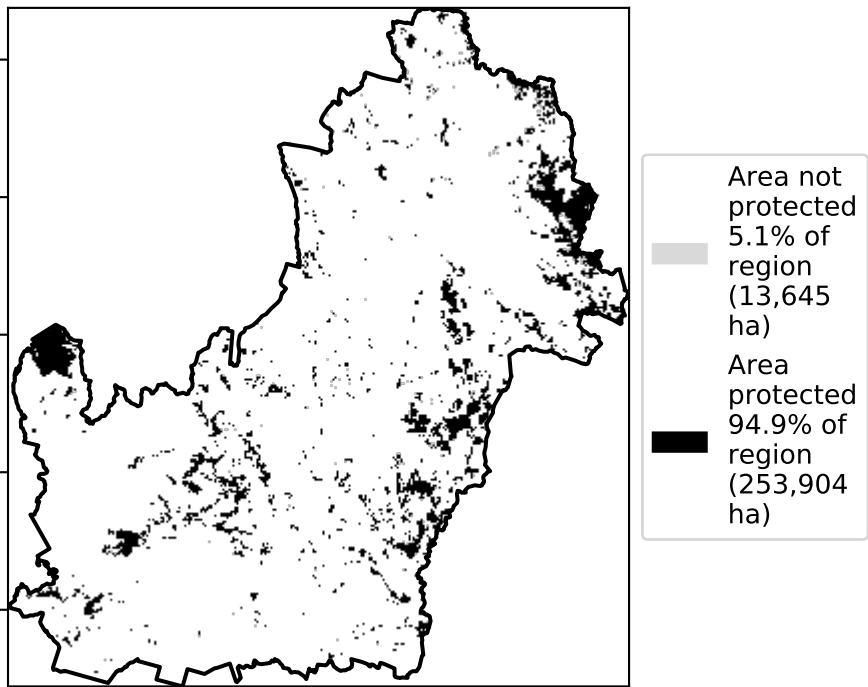 Area not
protected
5.1% of
region
(13,645
ha)
Area
protected
94.9% of
region
(253,904
ha)